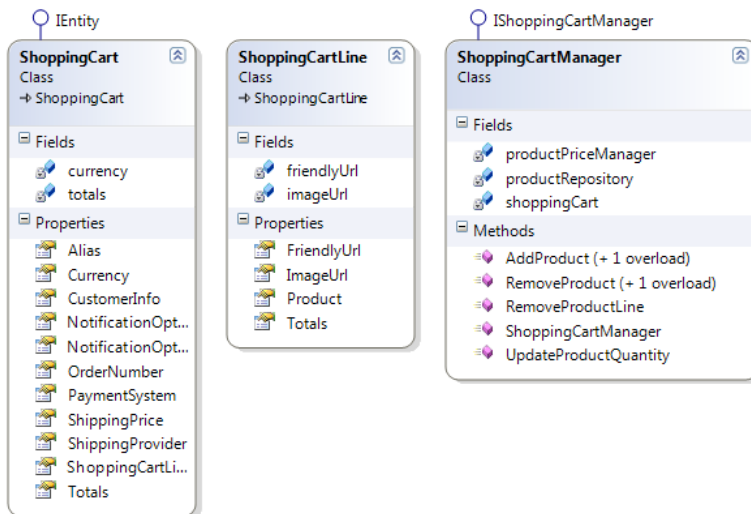 IEntity
ShoppingCart
Class
ShoppingCart
Fields
currency
totals
Properties
Alias
Currency
CustomerInfo
NotificationOpt...
NotificationOpt...
OrderNumber
PaymentSystem
ShippingPrice
ShippingProvider
ShoppingCartLi...
Totals
ShoppingCartLine
Class
ShoppingCartLine
Fields
friendlyUrl
imageUrl
Properties
FriendlyUrl
ImageUrl
Product
Totals
IShoppingCartManager
ShoppingCartManager
Class
Fields
productPriceManager
productRepository
shoppingCart
Methods
AddProduct (+ 1 overload)
RemoveProduct (+ 1 overload)
RemoveProductLine
ShoppingCartManager
UpdateProductQuantity